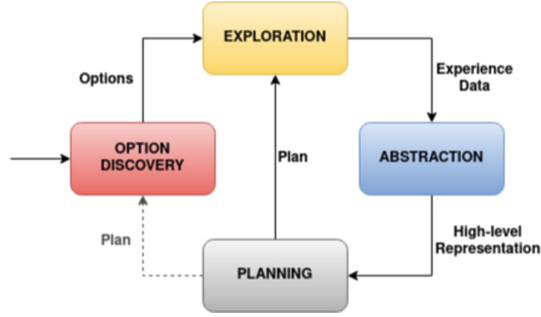 EXPLORATION
Options
Experience
Data
OPTION
DISCOVERY
Plan
ABSTRACTION
Plan
High-level
Representation
PLANNING